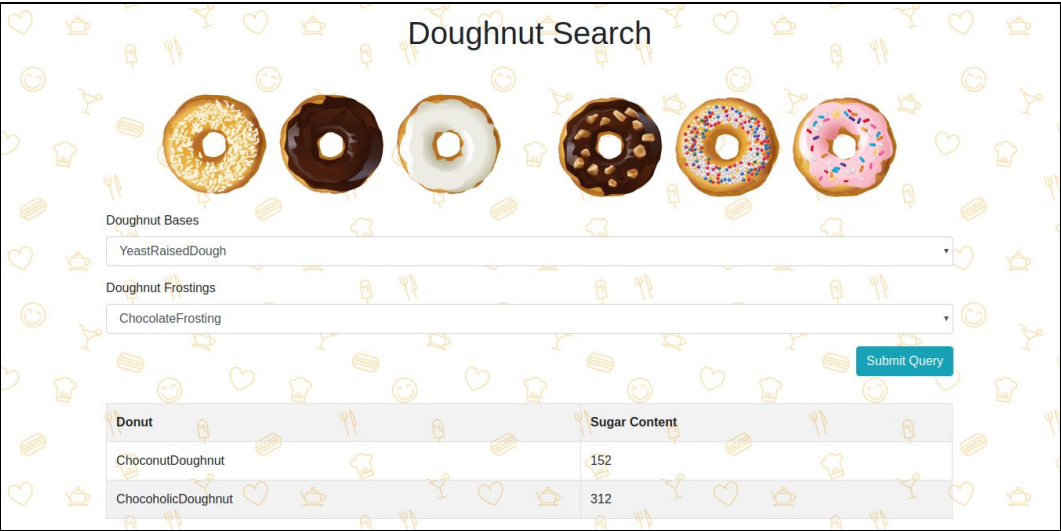 Doughnut Search
Doughnut Bases
YeastRaisedDough
Doughnut Frostings
ChocolateFrosting
Submit Query
Donut Sugar Content
ChoconutDoughnut 152
ChocoholicDoughnut 312